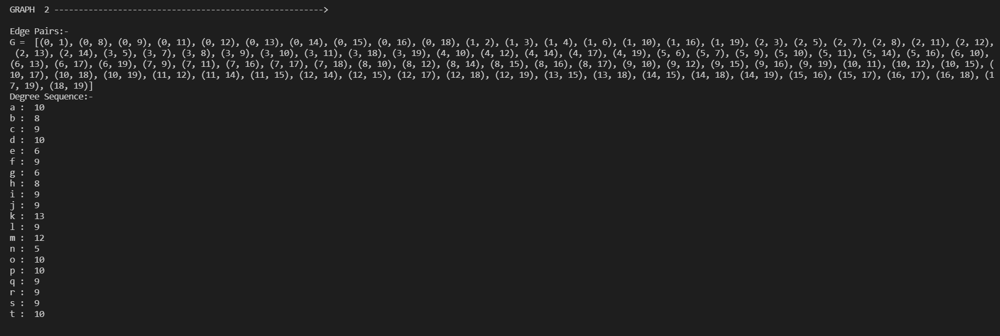 GRAPH  2 ------------------------------------------------------->
Edge Pairs:-
G =  [(0, 1), (0, 8), (0, 9), (0, 11), (0, 12), (0, 13), (0, 14), (0, 15), (0, 16), (0, 18), (1, 2), (1, 3), (1, 4), (1, 6), (1, 10), (1, 16), (1, 19), (2, 3), (2, 5), (2, 7), (2, 8), (2, 11), (2, 12),
(2, 13), (2, 14), (3, 5), (3, 7), (3, 8), (3, 9), (3, 10), (3, 11), (3, 18), (3, 19), (4, 10), (4, 12), (4, 14), (4, 17), (4, 19), (5, 6), (5, 7), (5, 9), (5, 10), (5, 11), (5, 14), (5, 16), (6, 10),
(6, 13), (6, 17), (6, 19), (7, 9), (7, 11), (7, 16), (7, 17), (7, 18), (8, 10), (8, 12), (8, 14), (8, 15), (8, 16), (8, 17), (9, 10), (9, 12), (9, 15), (9, 16), (9, 19), (10, 11), (10, 12), (10, 15), (
10, 17), (10, 18), (10, 19), (11, 12), (11, 14), (11, 15), (12, 14), (12, 15), (12, 17), (12, 18), (12, 19), (13, 15), (13, 18), (14, 15), (14, 18), (14, 19), (15, 16), (15, 17), (16, 17), (16, 18), (1
7, 19), (18, 19)]
Degree Sequence:-
a :  10
b :  8
c :  9
d :  10
e :  6
f :  9
g :  6
h :  8
i :  9
j :  9
k :  13
l :  9
m :  12
n :  5
o :  10
p :  10
q :  9
r :  9
s :  9
t :  10